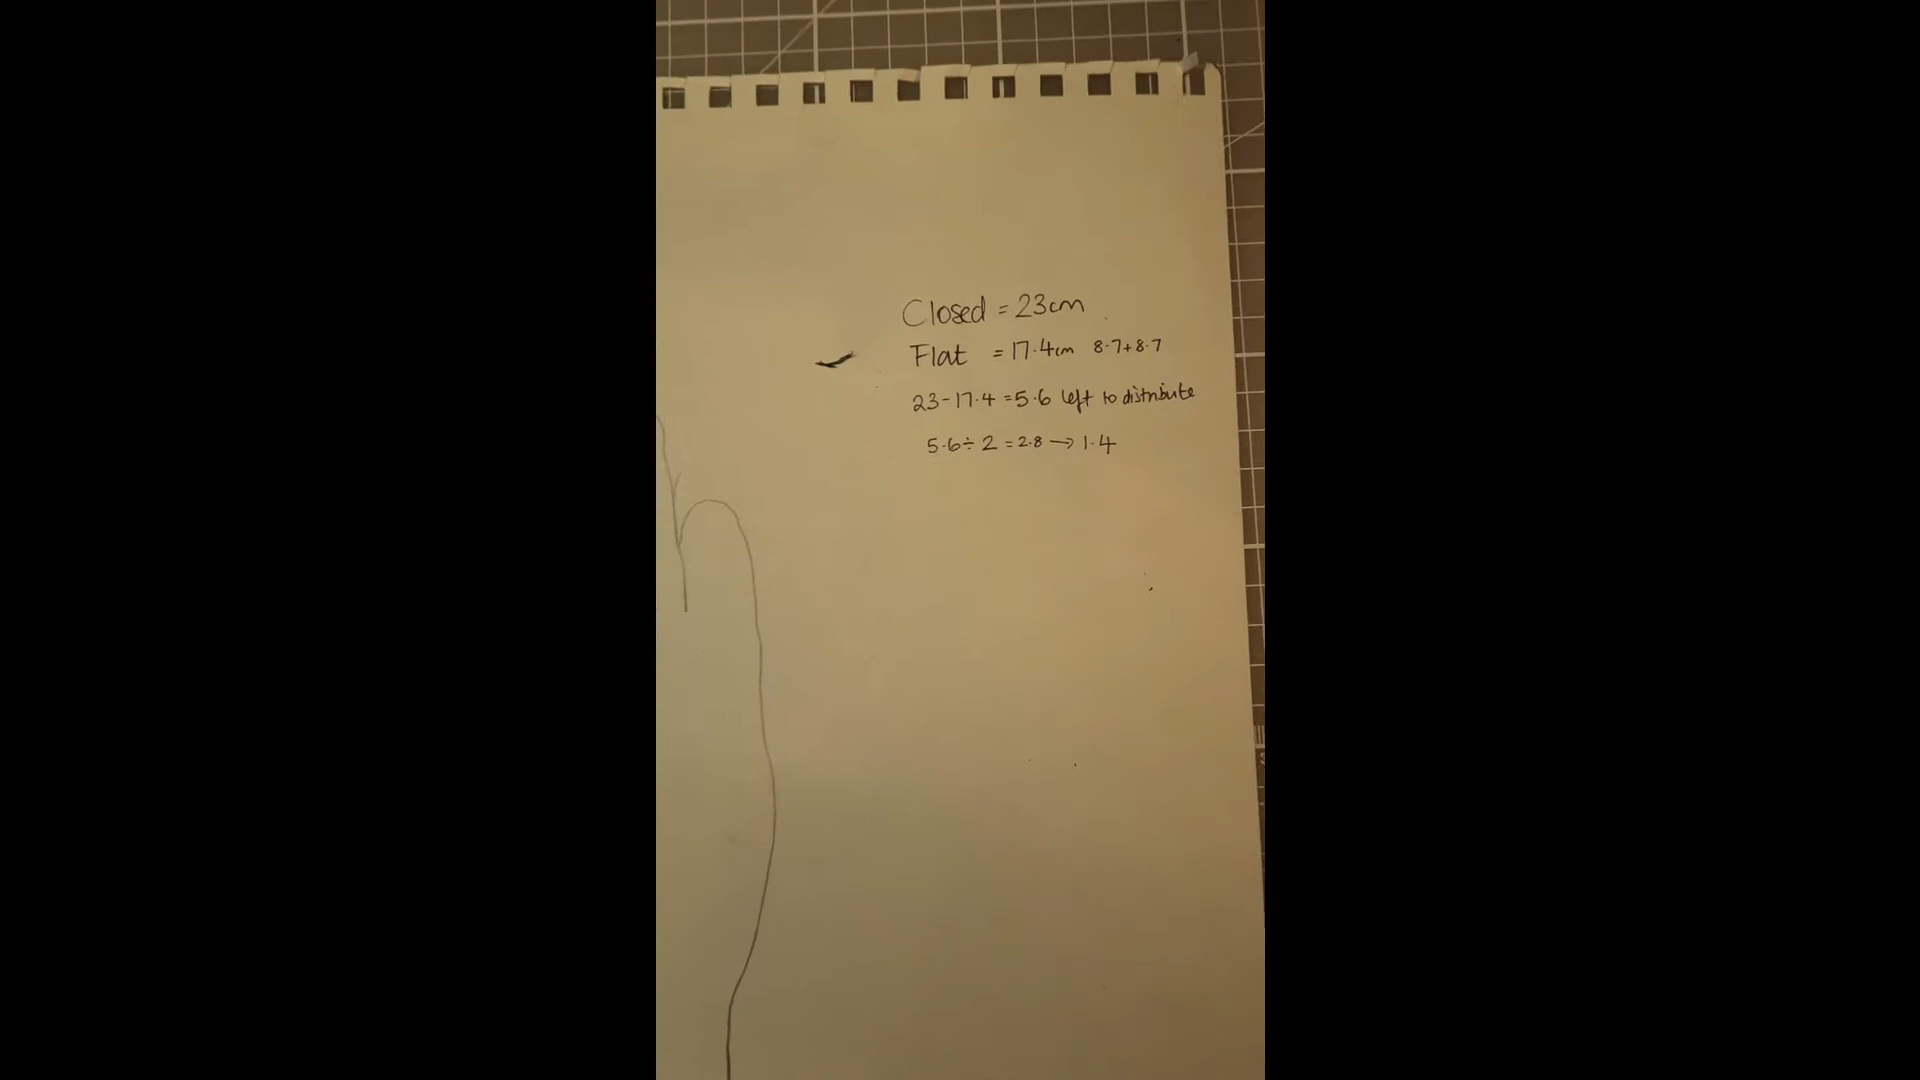 Closed = 23cm
Flat = 17.4cm 8.7+8.7
23-17.4 = 5.6 left to distribute
5.6÷2 = 2.8 → 1.4